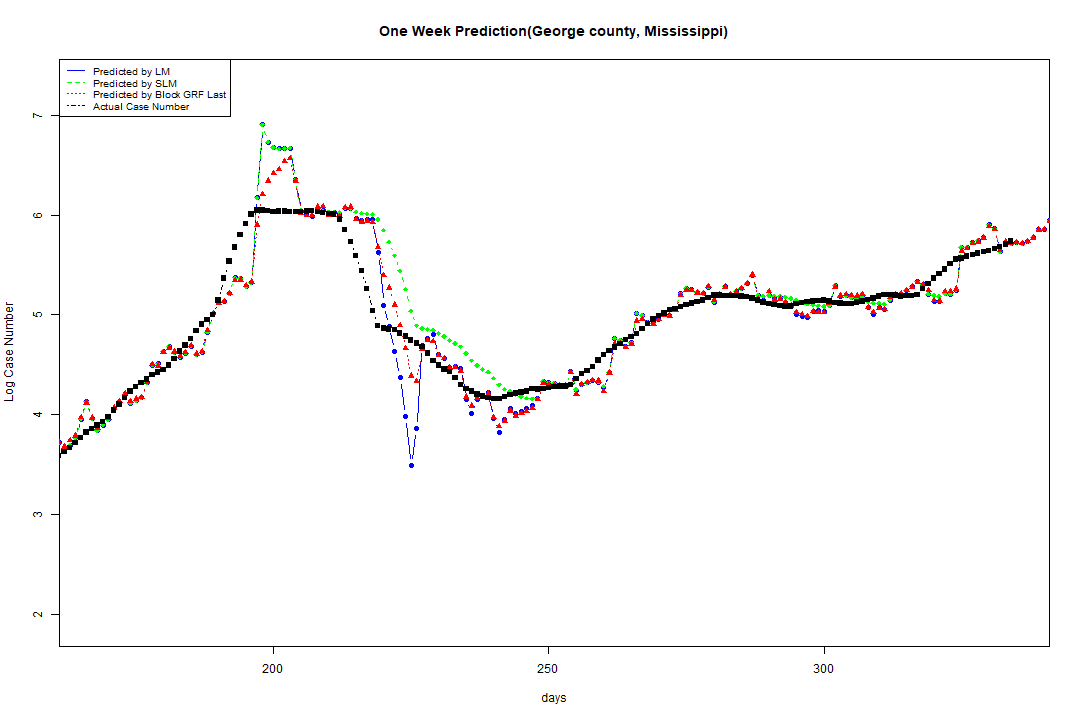 One Week Prediction(George county, Mississippi)
Predicted by LM
Predicted by SLM
Predicted by Block GRF Last
Actual Case Number
7
6
5
4
3
2
Log Case Number
200
250
300
days